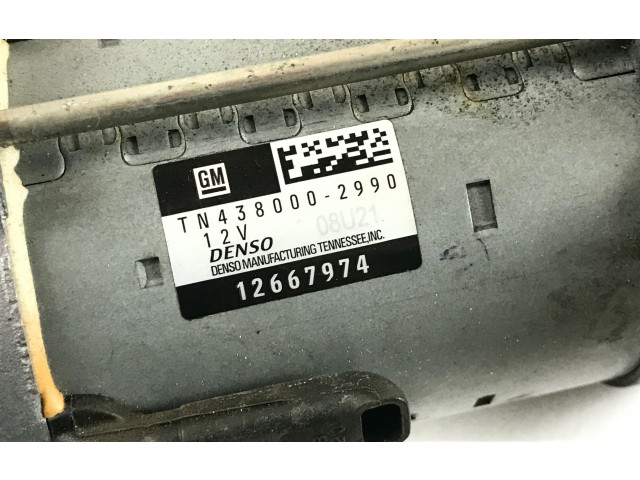 GM
TN438000-2990
12V 08U21
DENSO
DENSO MANUFACTURING TENNESSEE,INC.
12667974